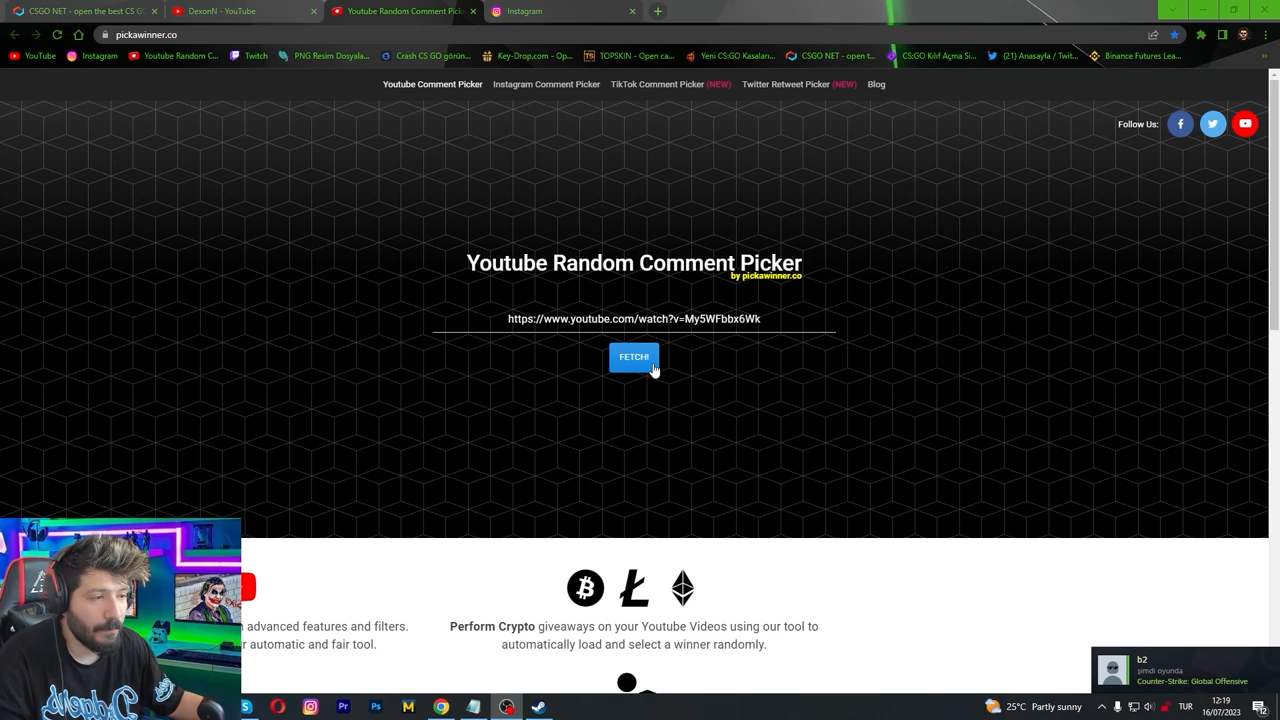 CSGO NET - open the best CS G
DexonN - YouTube
Youtube Random Comment Pick
Instagram
pickawinner.co
YouTube
Instagram
Youtube Random C...
Twitch
PNG Resim Dosyala...
Crash CS GO görün...
Key-Drop.com - Op...
TOPSKIN - Open ca...
Yeni CS:GO Kasaları...
CSGO NET - open t...
CS:GO Kılıf Açma Si...
(21) Anasayfa / Twit...
Binance Futures Lea...
Youtube Comment Picker
Instagram Comment Picker
TikTok Comment Picker (NEW)
Twitter Retweet Picker (NEW)
Blog
Follow Us:
Youtube Random Comment Picker
by pickawinner.co
https://www.youtube.com/watch?v=My5WFbbx6Wk
FETCH!
advanced features and filters.
r automatic and fair tool.
Perform Crypto giveaways on your Youtube Videos using our tool to
automatically load and select a winner randomly.
b2
şimdi oyunda
Counter-Strike: Global Offensive
25°C Partly sunny
TUR
12:19
16/07/2023
12